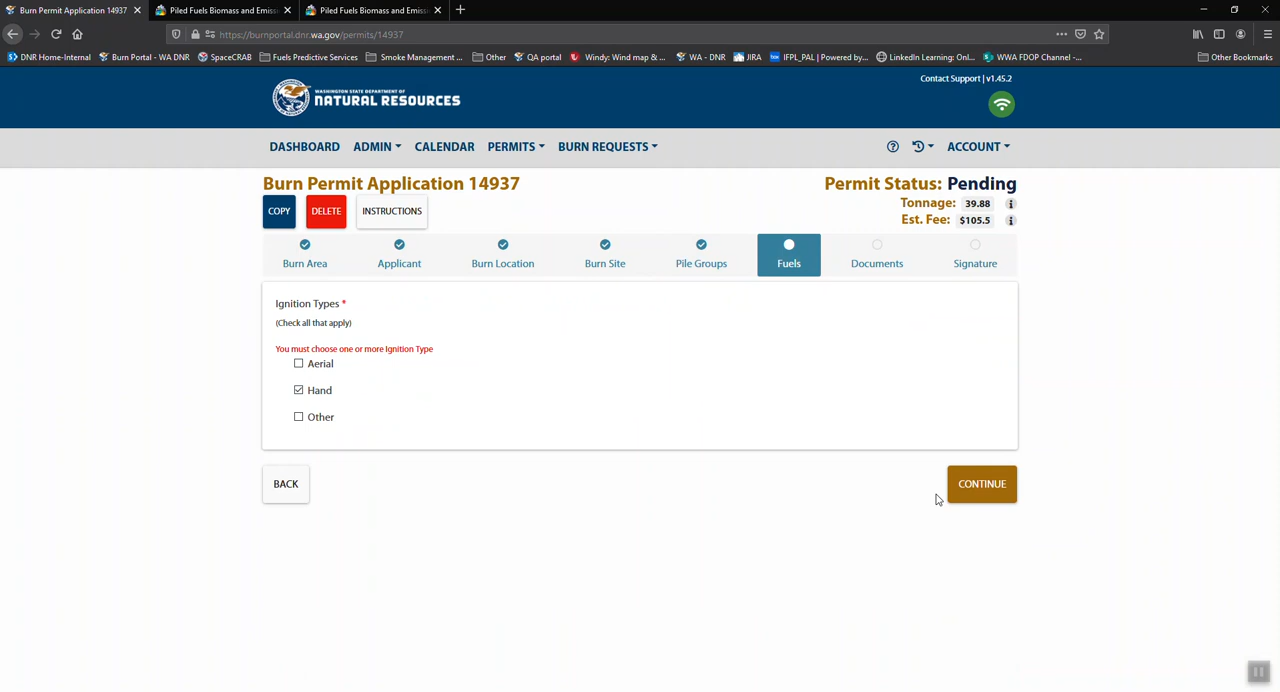 Burn Permit Application 14937
Piled Fuels Biomass and Emissi
Piled Fuels Biomass and Emissi
https://burnportal.dnr.wa.gov/permits/14937
DNR Home-Internal
Burn Portal - WA DNR
SpaceCRAB
Fuels Predictive Services
Smoke Management ...
Other
QA portal
Windy: Wind map & ...
WA - DNR
JIRA
IFPL_PAL | Powered by...
LinkedIn Learning: Onl...
WWA FDOP Channel -...
Other Bookmarks
Contact Support | v1.45.2
WASHINGTON STATE DEPARTMENT OF
NATURAL RESOURCES
DASHBOARD ADMIN CALENDAR PERMITS BURN REQUESTS ACCOUNT
Burn Permit Application 14937
Permit Status: Pending
COPY DELETE INSTRUCTIONS
Tonnage: 39.88
Est. Fee: $105.5
Burn Area Applicant Burn Location Burn Site Pile Groups Fuels Documents Signature
Ignition Types *
(Check all that apply)
You must choose one or more Ignition Type
Aerial
Hand
Other
BACK CONTINUE